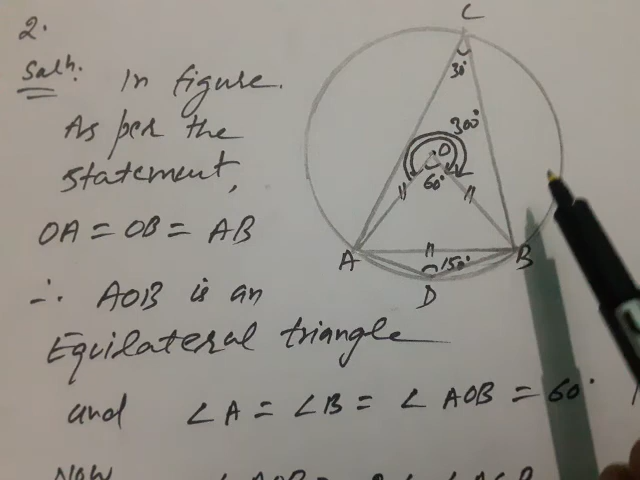 2.
Soln. In figure.
As per the
statement,
OA = OB = AB
∴ AOB is an
Equilateral triangle
and ∠A = ∠B = ∠AOB = 60°
Now
C
30°
300°
O
60°
A
B
150°
D